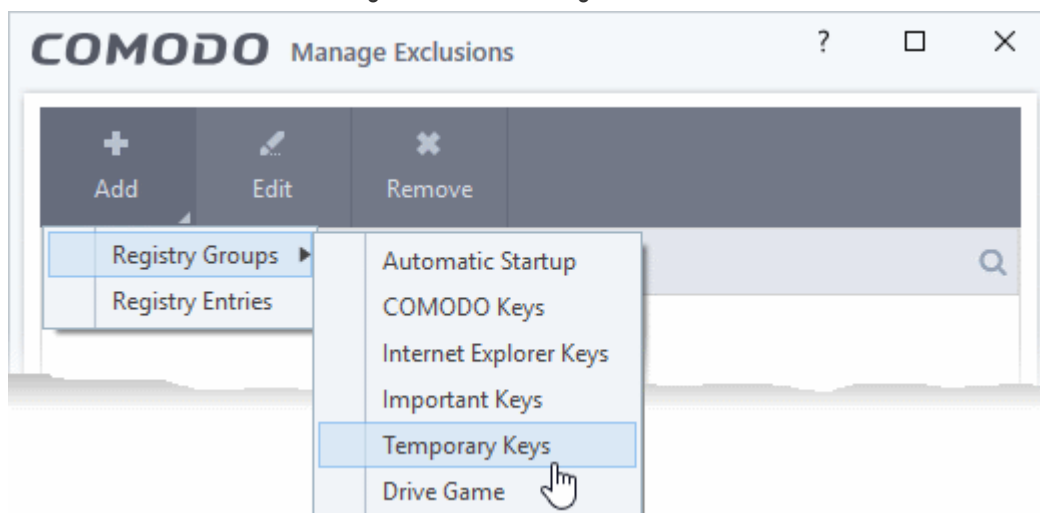 COMODO Manage Exclusions ?
Add Edit Remove
Registry Groups
Registry Entries
Automatic Startup
COMODO Keys
Internet Explorer Keys
Important Keys
Temporary Keys
Drive Game